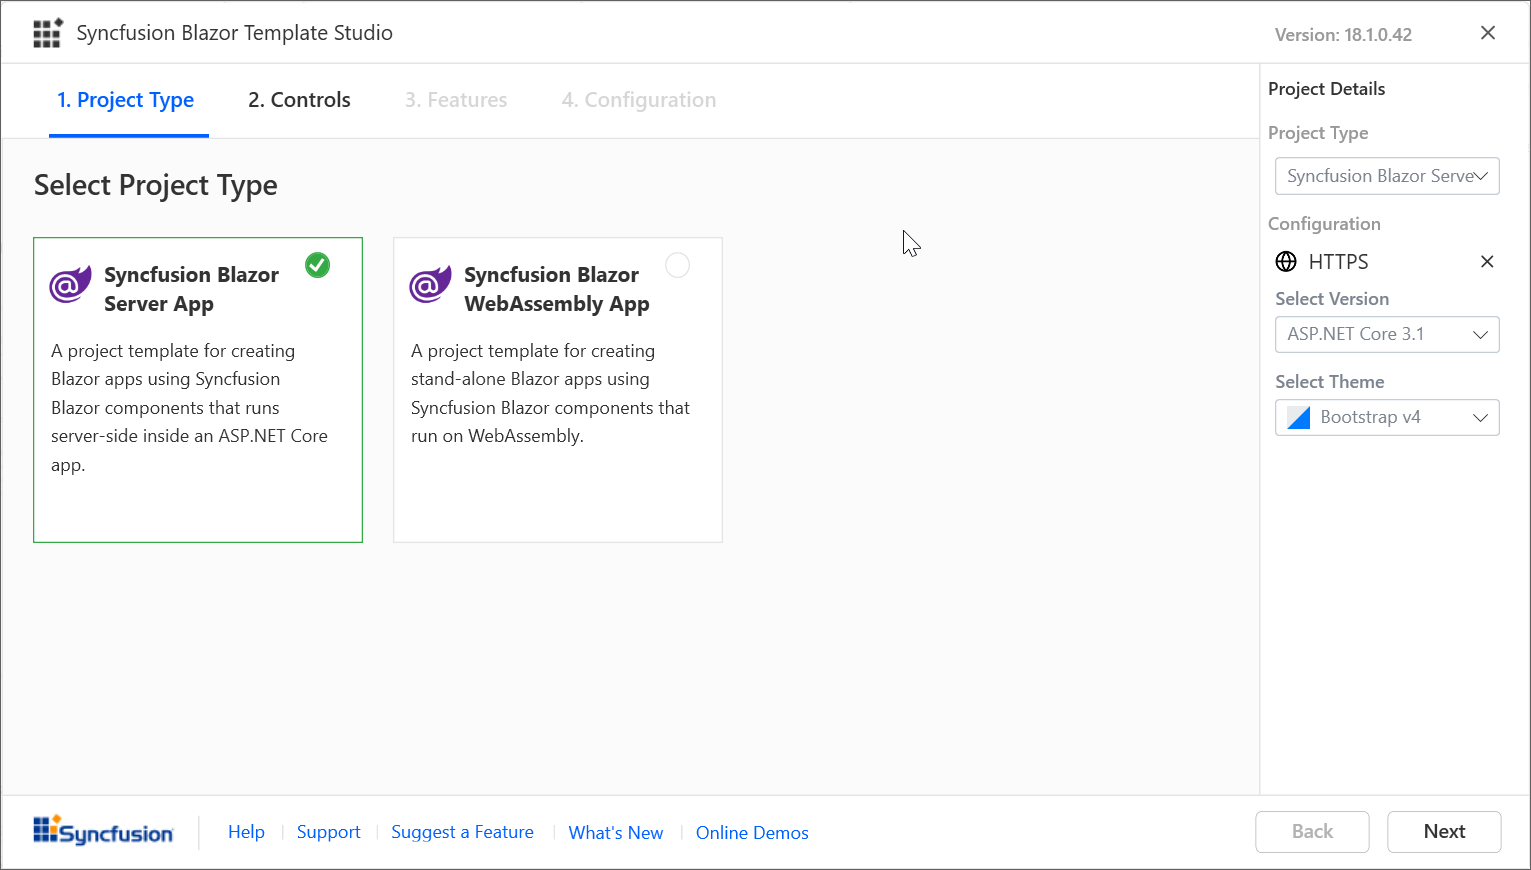 Syncfusion Blazor Template Studio
Version: 18.1.0.42
1. Project Type
2. Controls
3. Features
4. Configuration
Select Project Type
Syncfusion Blazor
Server App
A project template for creating
Blazor apps using Syncfusion
Blazor components that runs
server-side inside an ASP.NET Core
app.
Syncfusion Blazor
WebAssembly App
A project template for creating
stand-alone Blazor apps using
Syncfusion Blazor components that
run on WebAssembly.
Project Details
Project Type
Syncfusion Blazor Serve
Configuration
HTTPS
Select Version
ASP.NET Core 3.1
Select Theme
Bootstrap v4
Syncfusion
Help
Support
Suggest a Feature
What's New
Online Demos
Back
Next